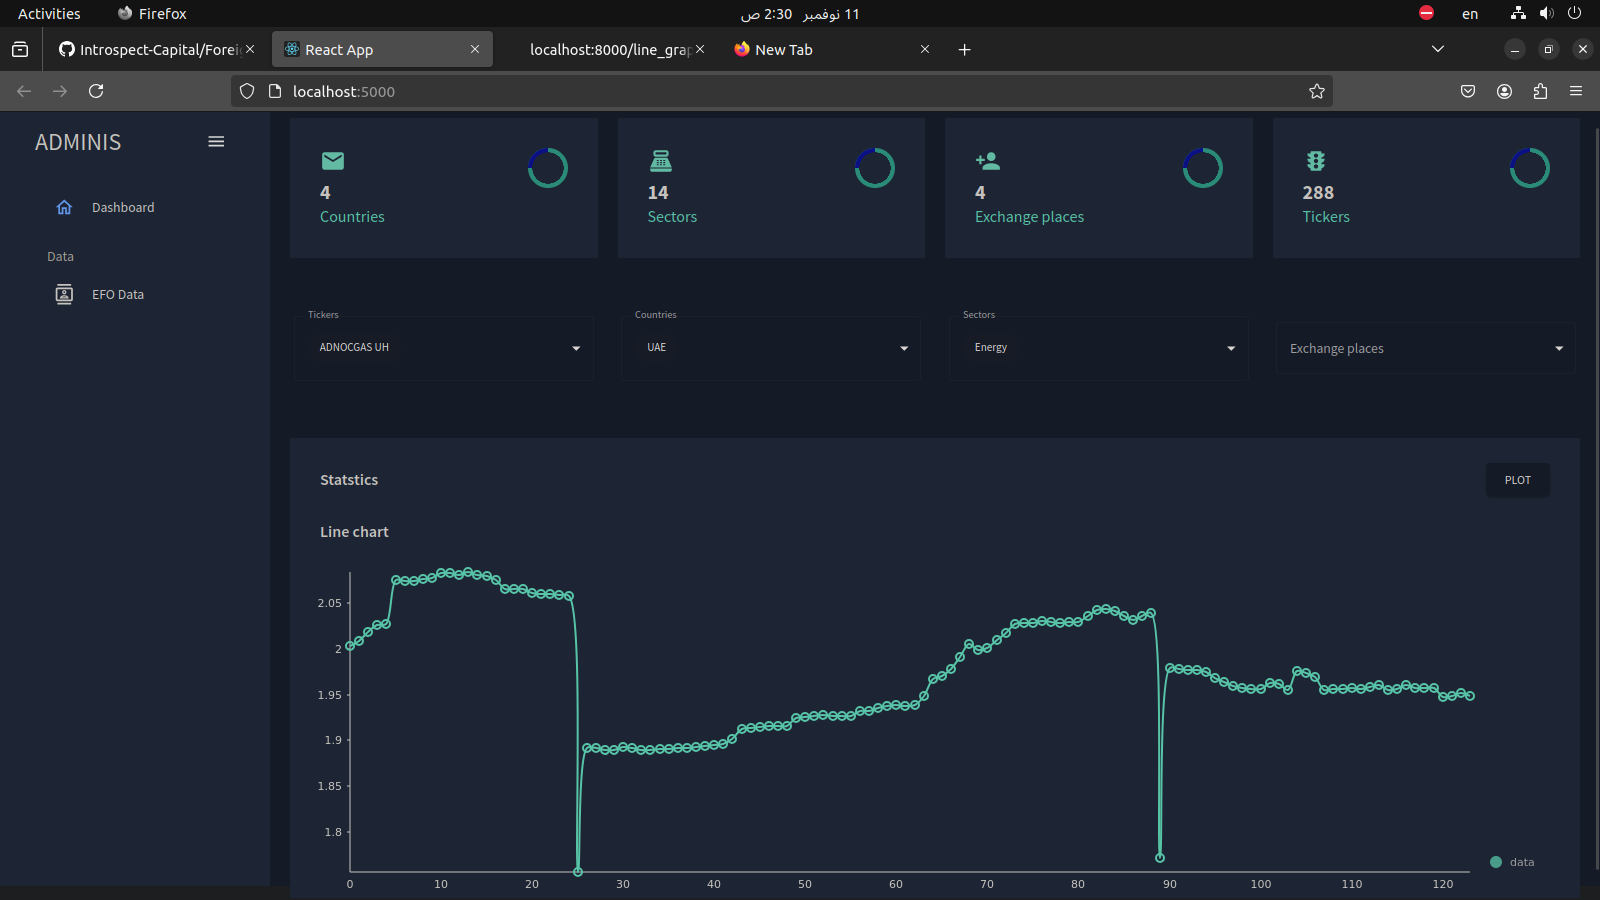 Activities Firefox 11 نوفمبر 2:30 ص en
Introspect-Capital/Forei React App localhost:8000/line_grap New Tab
localhost:5000
ADMINIS
Dashboard
Data
EFO Data
4
Countries
14
Sectors
4
Exchange places
288
Tickers
Tickers
ADNOCGAS UH
Countries
UAE
Sectors
Energy
Exchange places
Statstics
PLOT
Line chart
2.05
2
1.95
1.9
1.85
1.8
0 10 20 30 40 50 60 70 80 90 100 110 120
data